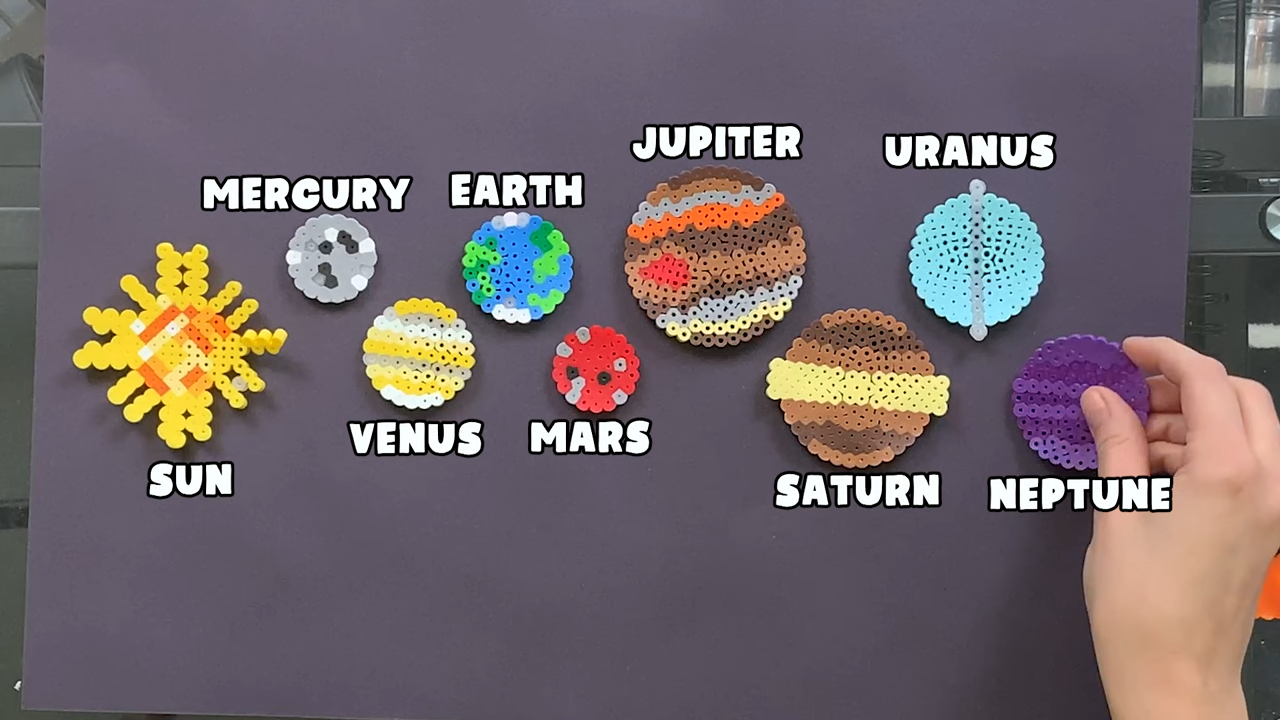 JUPITER
URANUS
MERCURY
EARTH
VENUS
MARS
SUN
SATURN
NEPTUNE